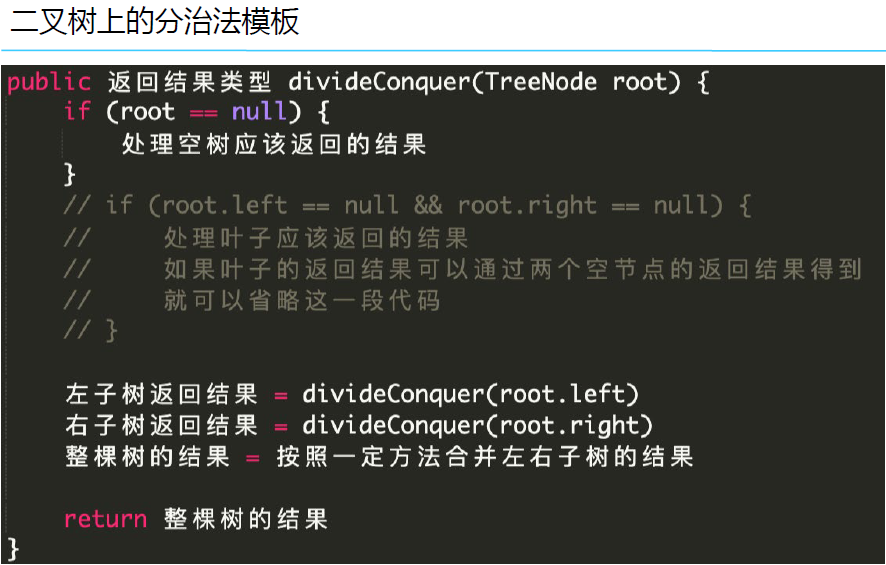 二叉树上的分治法模板
public 返回结果类型 divideConquer(TreeNode root) {
    if (root == null) {
        处理空树应该返回的结果
    }
    // if (root.left == null && root.right == null) {
    //     处理叶子应该返回的结果
    //     如果叶子的返回结果可以通过两个空节点的返回结果得到
    //     就可以省略这一段代码
    // }
    左子树返回结果 = divideConquer(root.left)
    右子树返回结果 = divideConquer(root.right)
    整棵树的结果 = 按照一定方法合并左右子树的结果
    return 整棵树的结果
}